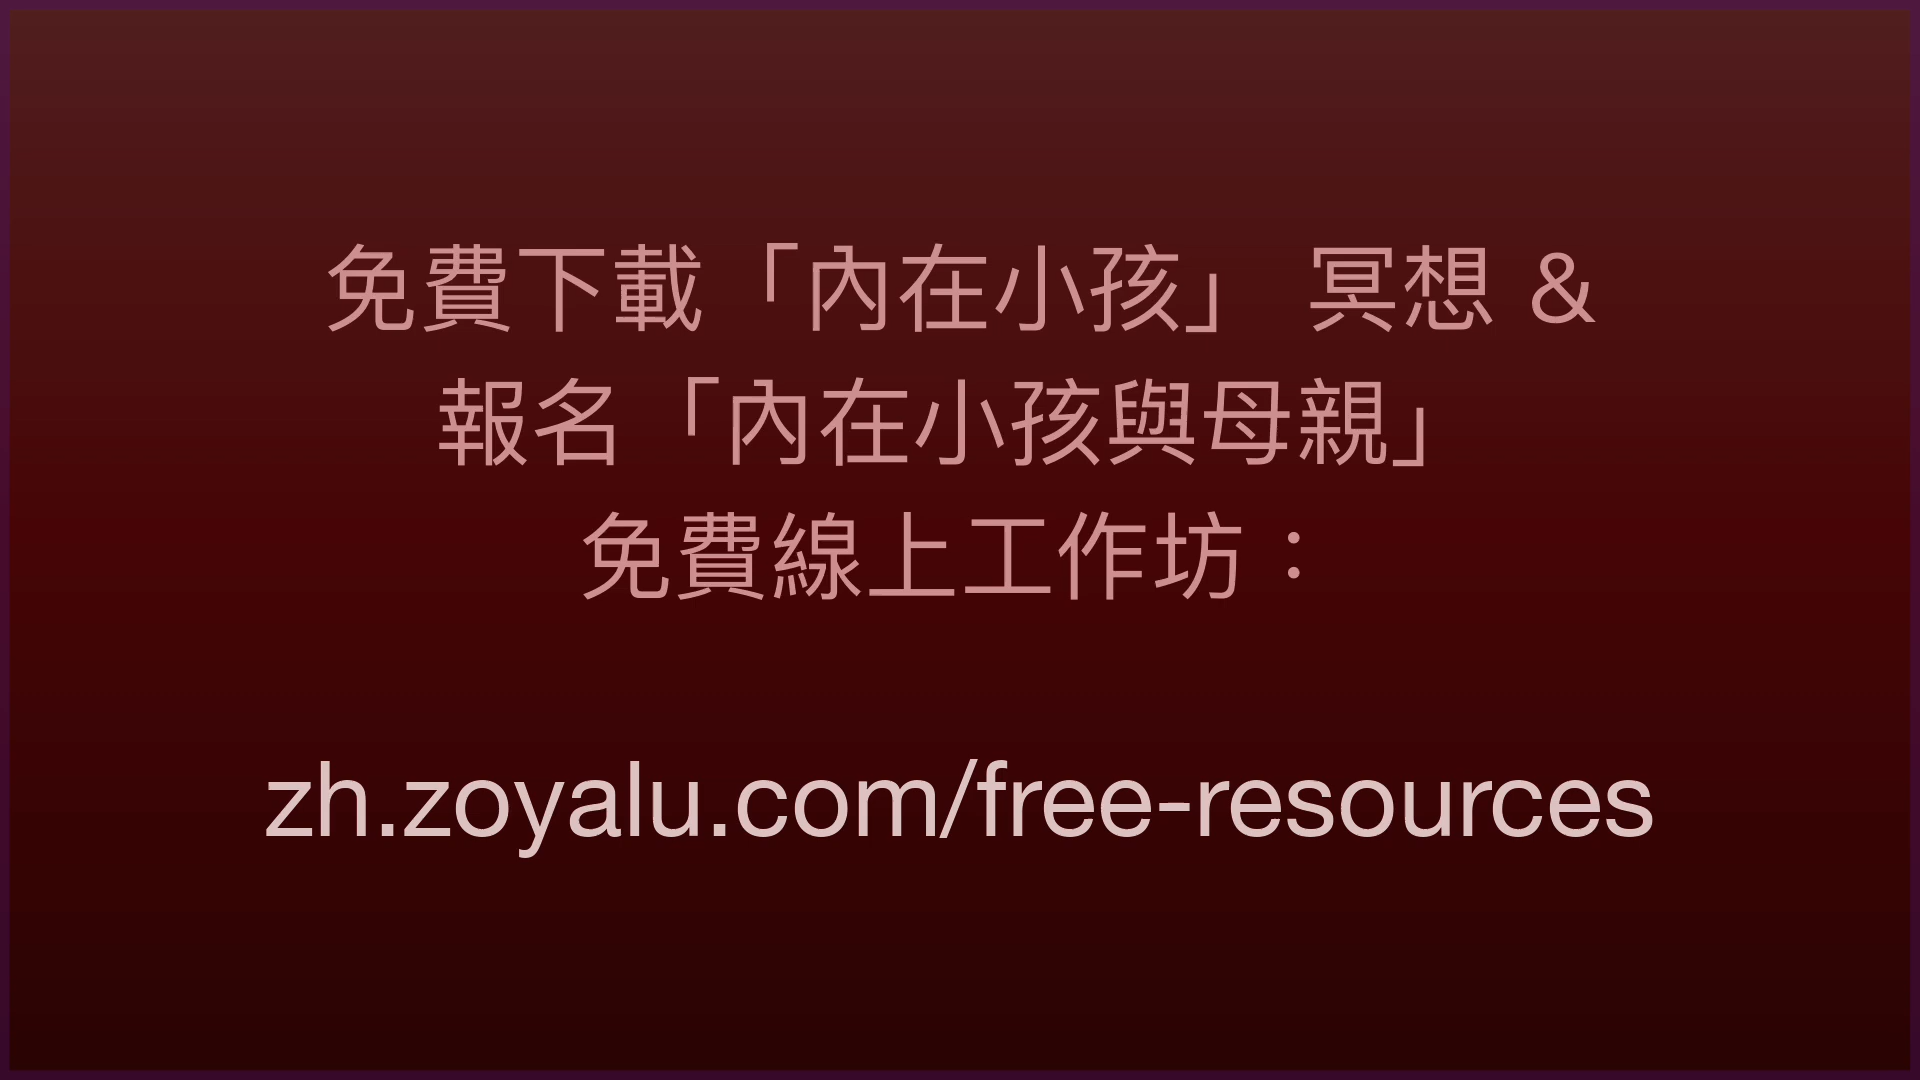 免費下載「內在小孩」 冥想 &
報名「內在小孩與母親」
免費線上工作坊：
zh.zoyalu.com/free-resources